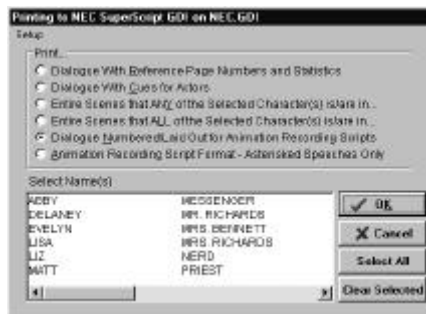 Printing to NEC SuperScript GDI on NEC.GDI
Setup
Print...
Dialogue With Reference Page Numbers and Statistics
Dialogue With Cues for Actors
Entire Scenes that ANY of the Selected Character(s) is/are in...
Entire Scenes that ALL of the Selected Character(s) is/are in...
Dialogue Numbered/Laid Out for Animation Recording Scripts
Animation Recording Script Format - Asterisked Speeches Only
Select Name(s)
ABBY MESSENGER
DELANEY MR. RICHARDS
EVELYN MRS. BENNETT
LISA MRS. RICHARDS
LIZ NERD
MATT PRIEST
OK
Cancel
Select All
Clear Selected